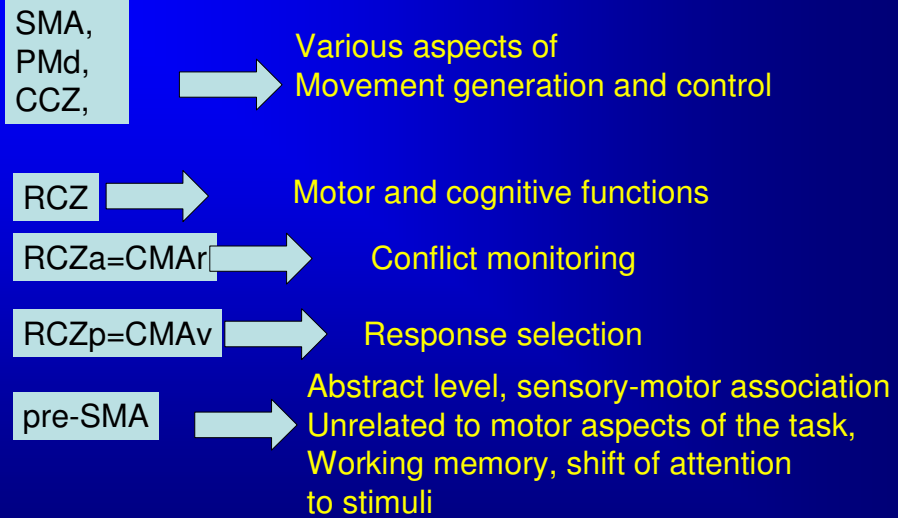 SMA,
PMd,
CCZ,
Various aspects of
Movement generation and control
RCZ
Motor and cognitive functions
RCZa=CMAr
Conflict monitoring
RCZp=CMAv
Response selection
pre-SMA
Abstract level, sensory-motor association
Unrelated to motor aspects of the task,
Working memory, shift of attention
to stimuli